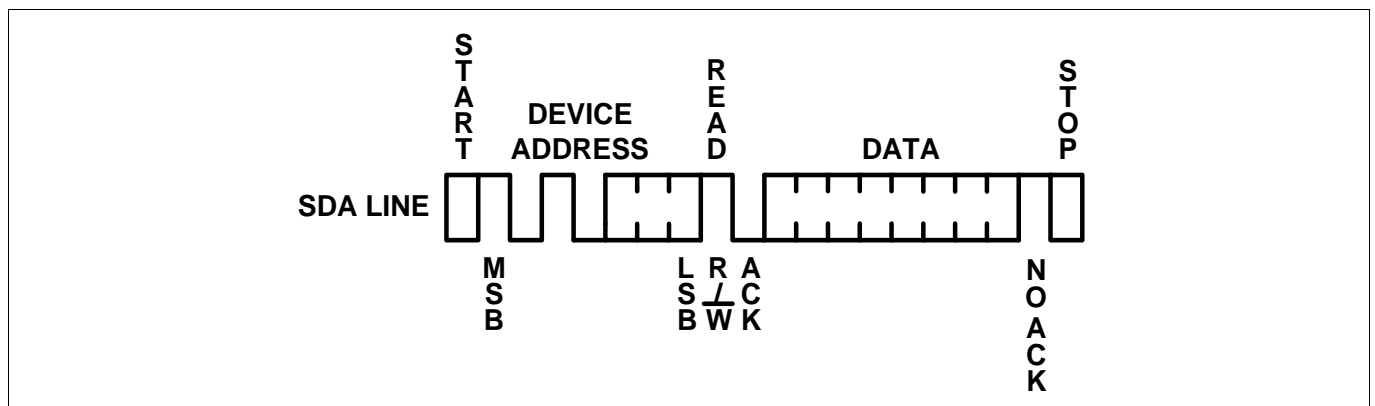 START
DEVICE
ADDRESS
READ
DATA
STOP
SDA LINE
MSB
LSB
R/W
ACK
NO ACK